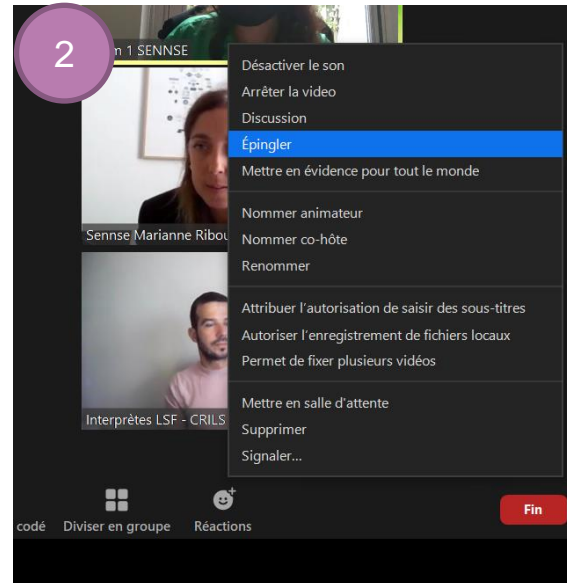 2
1 SENNSE
Désactiver le son
Arrêter la video
Discussion
Épingler
Mettre en évidence pour tout le monde
Sennse Marianne Ribou
Nommer animateur
Nommer co-hôte
Renommer
Attribuer l'autorisation de saisir des sous-titres
Autoriser l'enregistrement de fichiers locaux
Permet de fixer plusieurs vidéos
Mettre en salle d'attente
Interprètes LSF - CRILS
Supprimer
Signaler...
codé Diviser en groupe Réactions
Fin